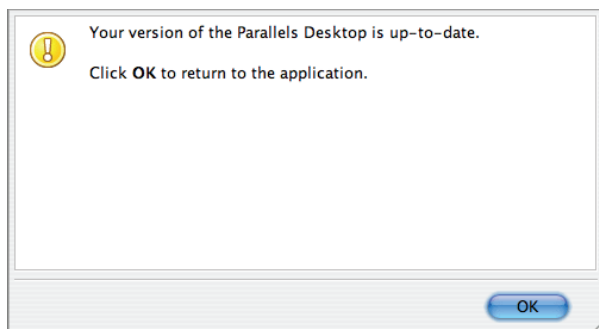 Your version of the Parallels Desktop is up-to-date.
Click OK to return to the application.
OK